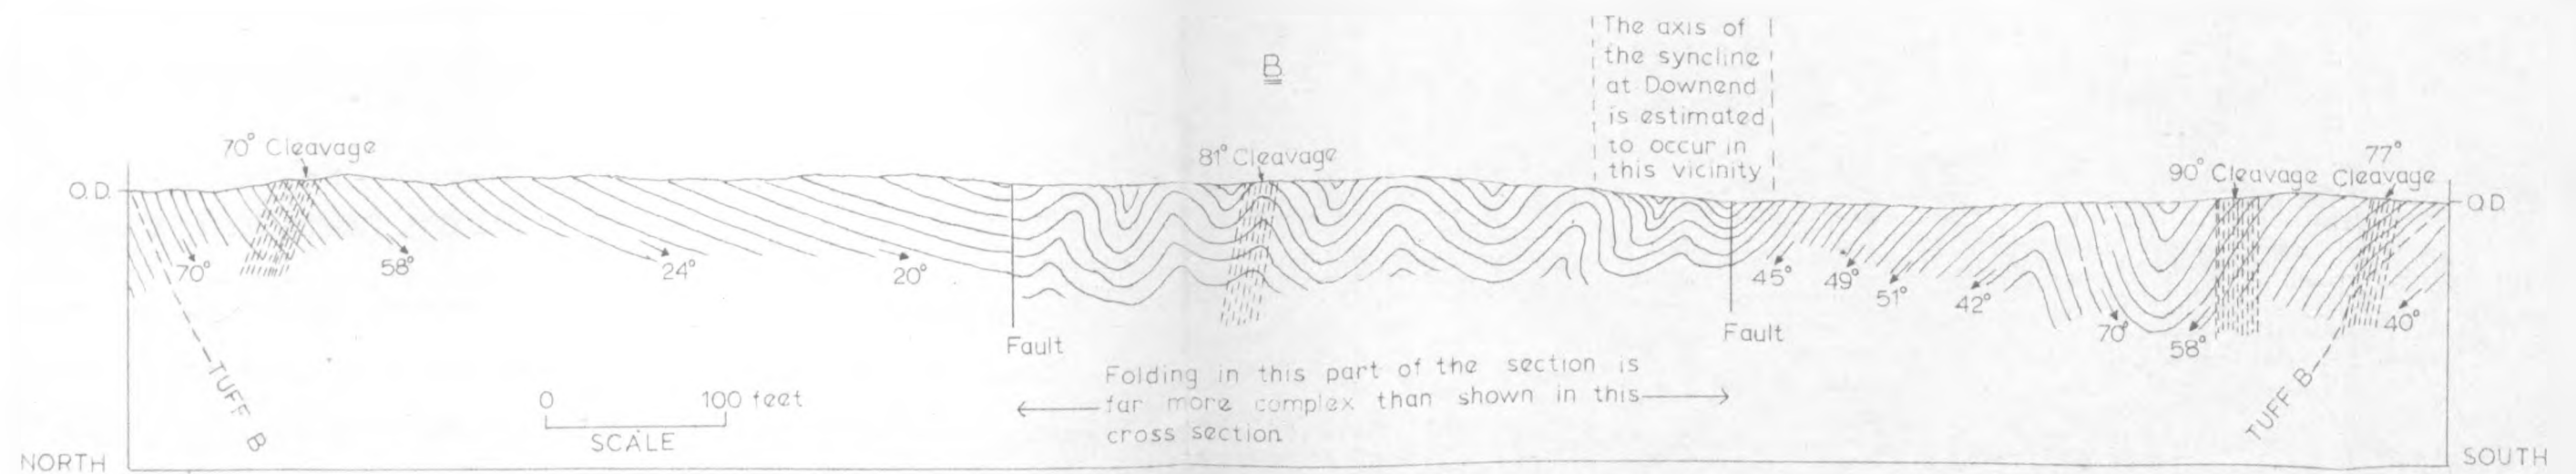 B
The axis of
the syncline
at Downend
is estimated
to occur in
this vicinity
70° Cleavage
81° Cleavage
90° Cleavage
77°
Cleavage
O.D.
O.D.
70°
58°
24°
20°
45°
49°
51°
42°
70°
58°
40°
Fault
Fault
TUFF B
TUFF B
0 100 feet
SCALE
Folding in this part of the section is
far more complex than shown in this
cross section
NORTH
SOUTH